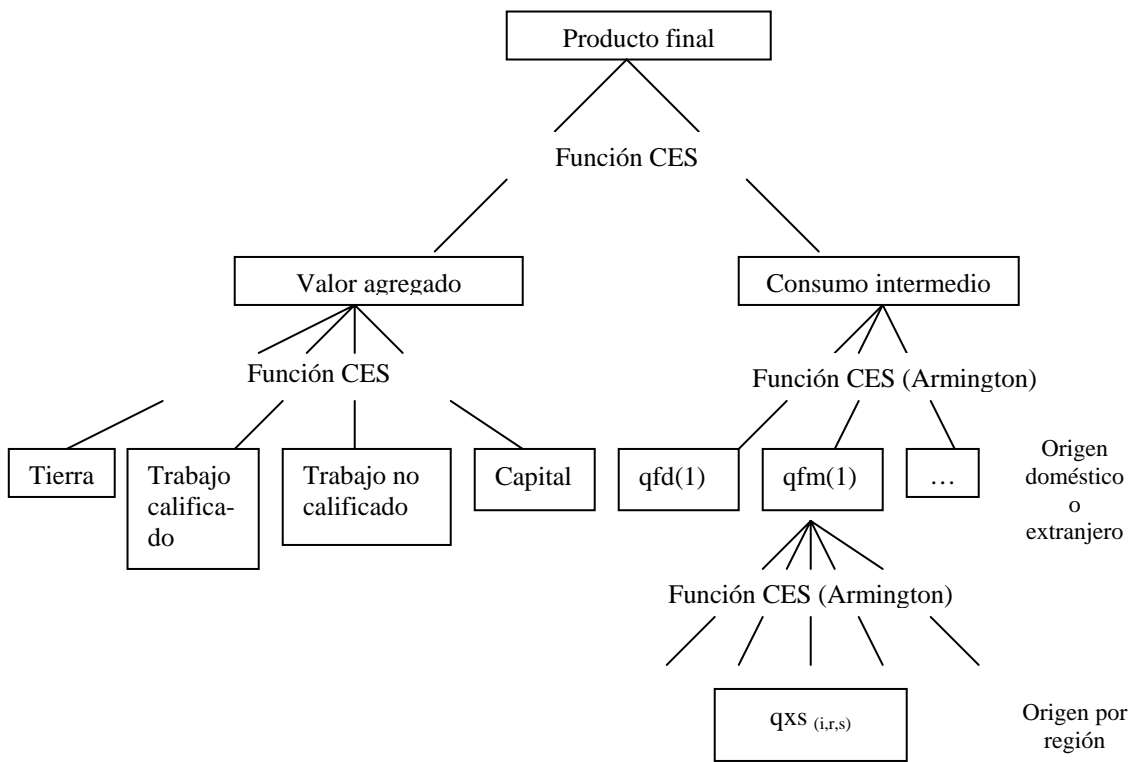 Producto final
Función CES
Valor agregado
Consumo intermedio
Función CES
Función CES (Armington)
Tierra
Trabajo
califica-
do
Trabajo no
calificado
Capital
qfd(1)
qfm(1)
…
Origen
doméstico
o
extranjero
Función CES (Armington)
qxs (i,r,s)
Origen por
región